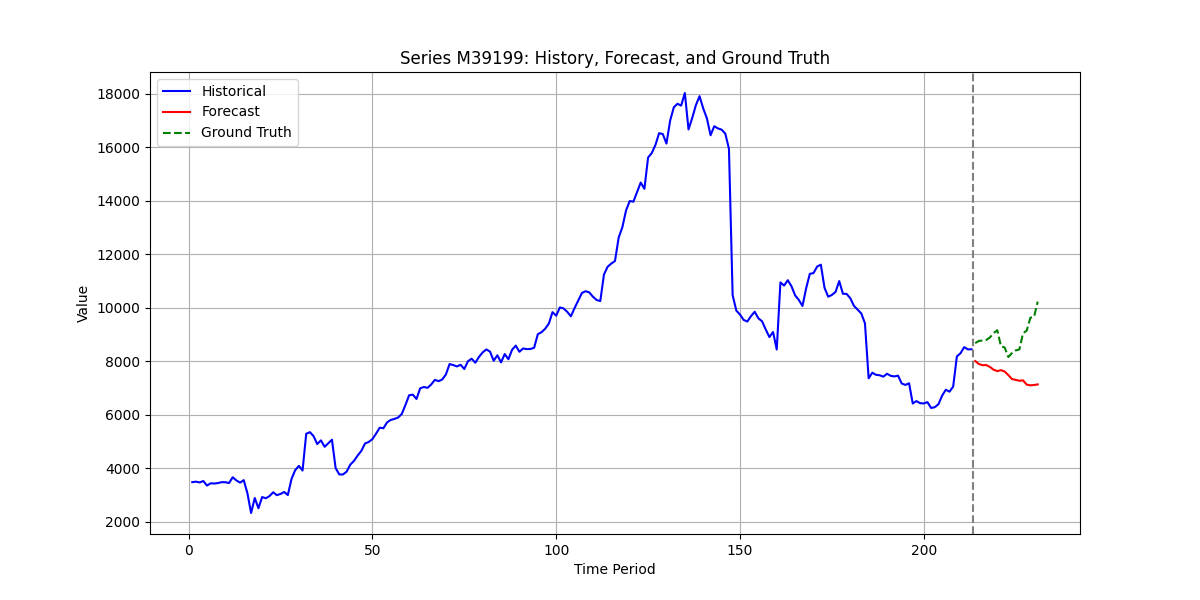 Series M39199: History, Forecast, and Ground Truth
Historical
Forecast
Ground Truth
18000
16000
14000
12000
10000
8000
6000
4000
2000
Value
0 50 100 150 200
Time Period